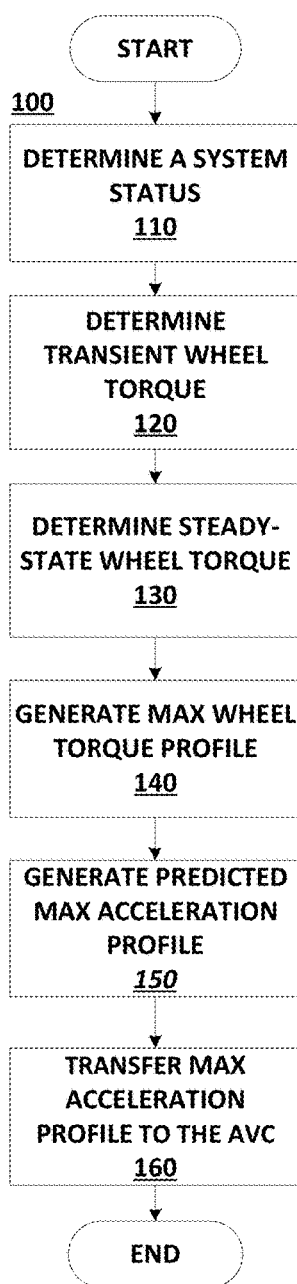 START
100
DETERMINE A SYSTEM
STATUS
110
DETERMINE
TRANSIENT WHEEL
TORQUE
120
DETERMINE STEADY-
STATE WHEEL TORQUE
130
GENERATE MAX WHEEL
TORQUE PROFILE
140
GENERATE PREDICTED
MAX ACCELERATION
PROFILE
150
TRANSFER MAX
ACCELERATION
PROFILE TO THE AVC
160
END